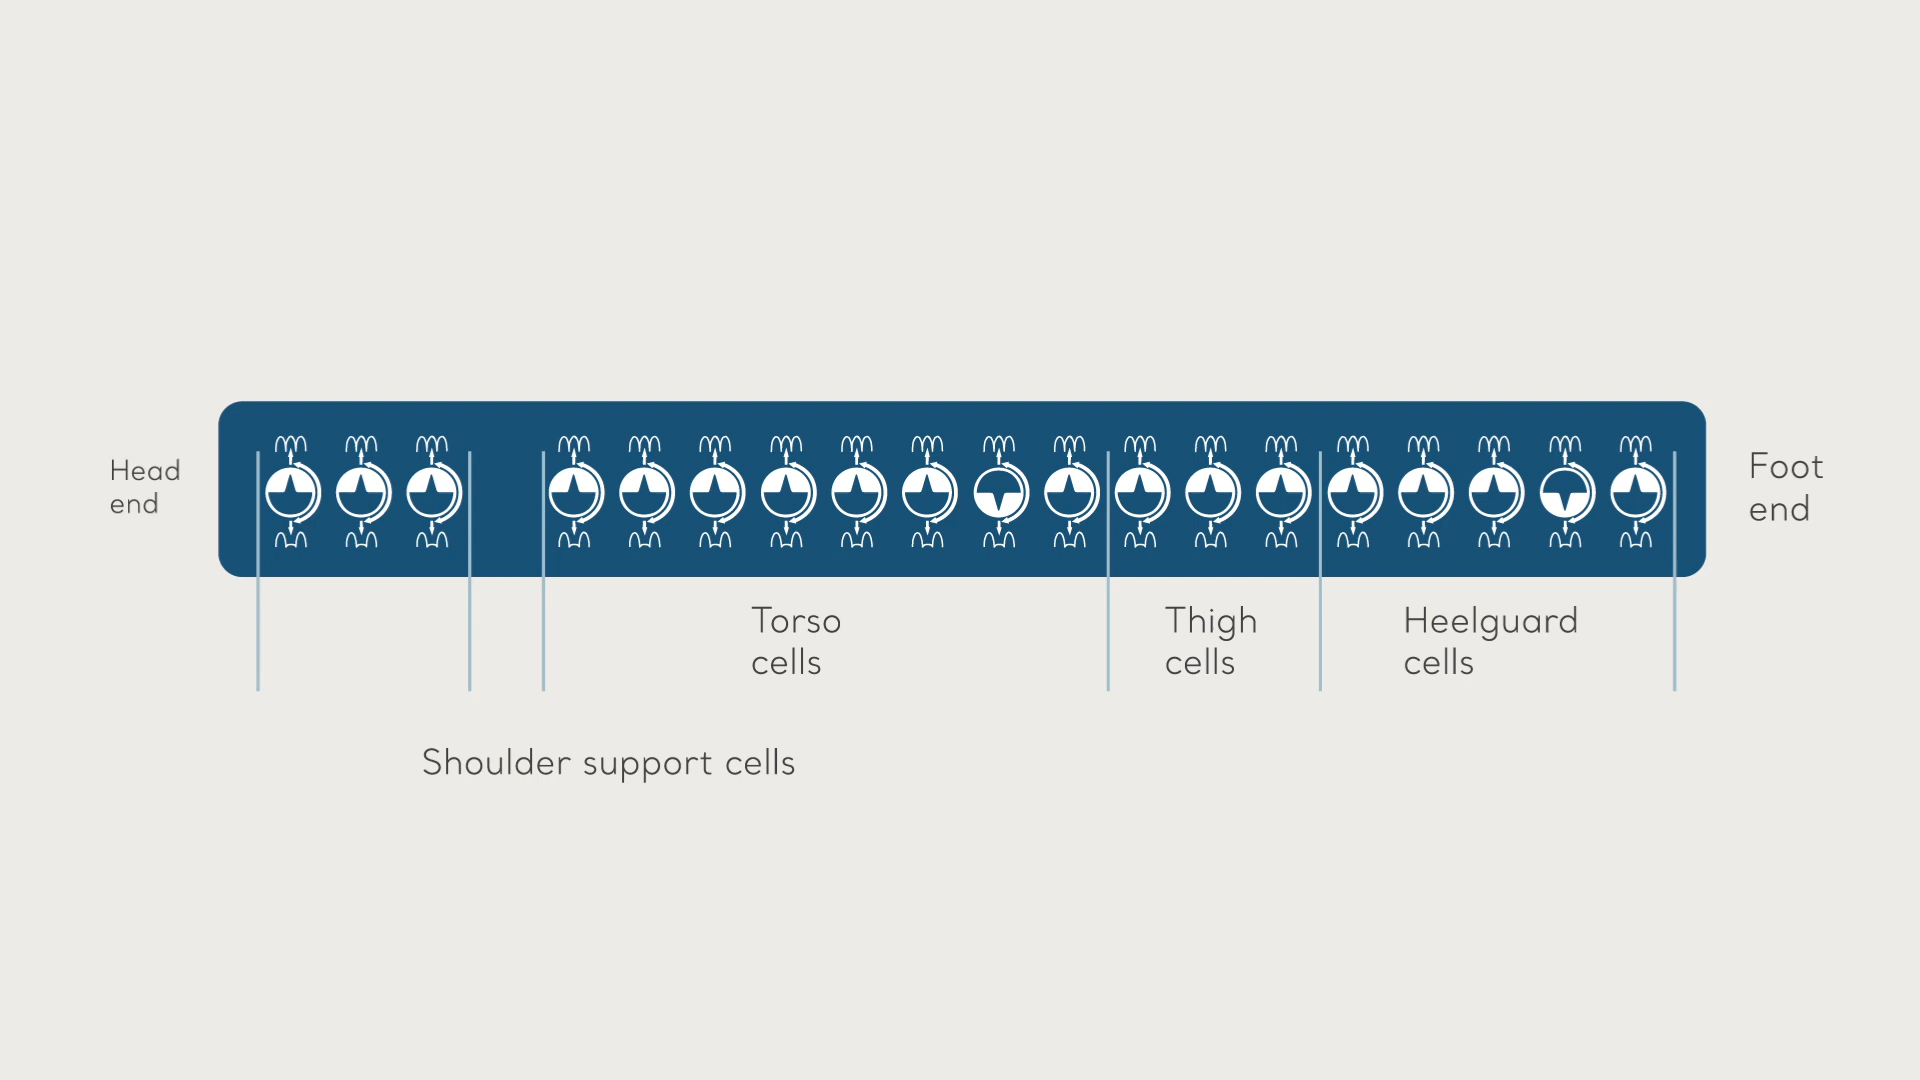 Head
end
Foot
end
Torso
cells
Thigh
cells
Heelguard
cells
Shoulder support cells